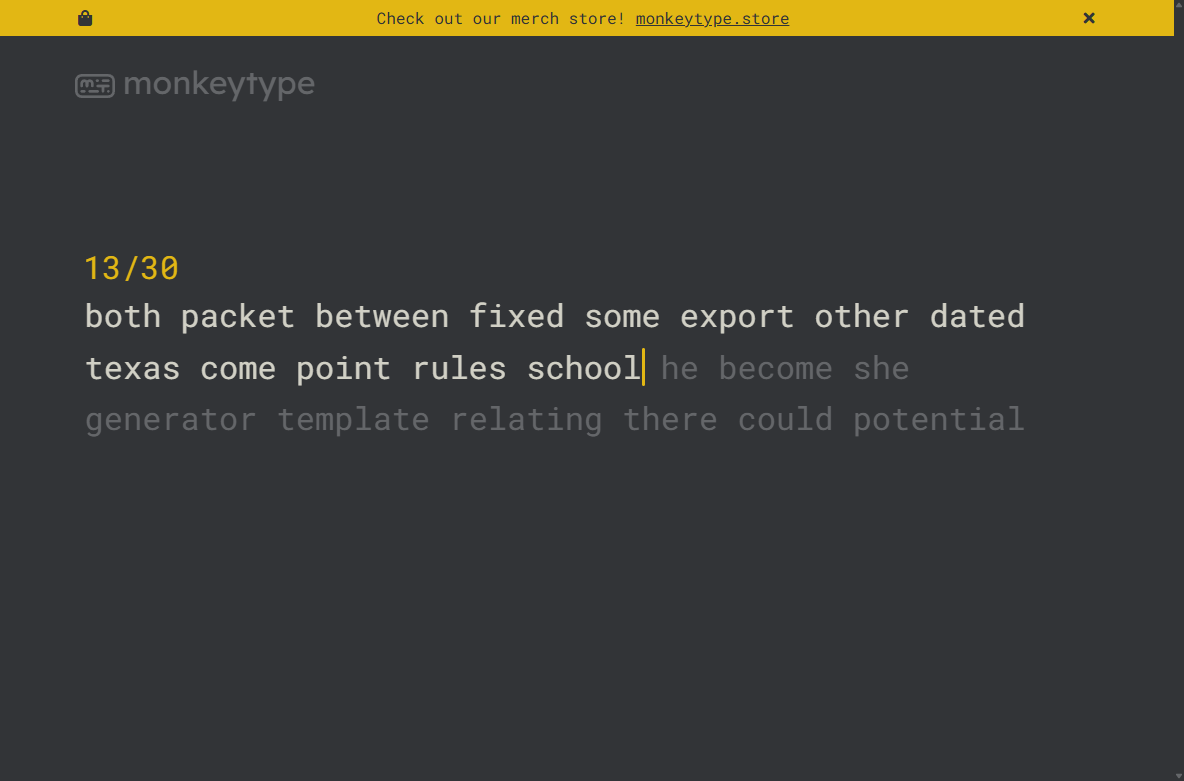 Check out our merch store! monkeytype.store
monkeytype
13/30
both packet between fixed some export other dated
texas come point rules school he become she
generator template relating there could potential